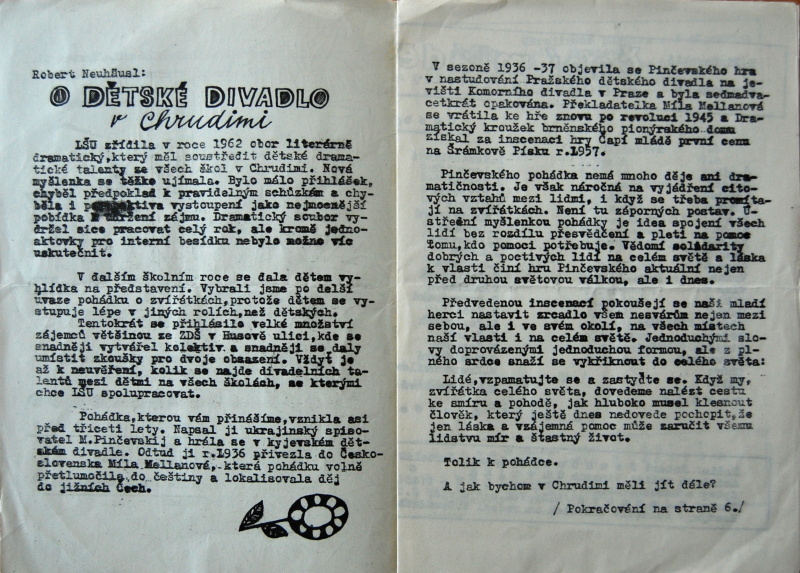 Robert Neuhäusl:
O DĚTSKÉ DIVADLO
v Chrudimi
LŠU zřídila v roce 1962 obor literárně
dramatický,který měl soustředit dětské drama-
tické talenty ze všech škol v Chrudimi. Nová
myšlenka se těžko ujímala. Bylo málo přihlášek,
chyběl předpoklad k pravidelným schůzkám a chy-
běla i perspektiva vystoupení jako nejmocnější
pobídka k udržení zájmu. Dramatický soubor vy-
držel sice pracovat celý rok, ale kromě jedno-
aktovky pro interní besídku nebylo možno víc
uskutečnit.
V dalším školním roce se dala dětem vy-
hlídka na představení. Vybrali jsme po delší
úvaze pohádku o zvířátkách,protože dětem se vy-
stupuje lépe v jiných rolích,než dětských.
Tentokrát se přihlásilo velké množství
zájemců většinou ze ZDŠ v Husově ulici,kde se
snadněji vytvářel kolektiv a snadněji se daly
umístit zkoušky pro dvoje obsazení. Vždyt je
až k neuvěření, kolik se najde divadelních ta-
lantů mezi dětmi na všech školách, se kterými
chce LŠU spolupracovat.
Pohádka,kterou vám přinášíme,vznikla asi
před třiceti lety. Napsal ji ukrajinský spiso-
vatel M.Pinčevskij a hrála se v kyjevském dět-
ském divadle. Odtud ji r.1936 přivezla do Česko-
slovenska Míla Mellanová, která pohádku volně
přetlumočila do češtiny a lokalisovala děj
do jižních Čech.
V sezoně 1936 -37 objevila se Pinčevského hra
v nastudování Pražského dětského divadla na je-
višti Komorního divadla v Praze a byla sedmadva-
cetkrát opakována. Překladatelka Míla Mellanová
se vrátila ke hře znovu po revoluci 1945 a Dra-
matický kroužek brněnského pionýrského domu
získal za inscenaci hry Čapí mládě první cenu
na Šrámkově Písku r.1957.
Pinčevského pohádka nemá mnoho děje ani dra-
matičnosti. Je však náročná na vyjádření cito-
vých vztahů mezi lidmi, i když se třeba promíta-
jí na zvířátkách. Není tu záporných postav. Ú-
střední myšlenkou pohádky je idea spojení všech
lidí bez rozdílu přesvědčení a pleti na pomoc
tomu,kdo pomoci potřebuje. Vědomí solidarity
dobrých a poctivých lidí na celém světě a láska
k vlasti činí hru Pinčevského aktuální nejen
před druhou světovou válkou, ale i dnes.
Předvedenou inscenací pokoušejí se naši mladí
herci nastavit zrcadlo všem nesvárům nejen mezi
sebou, ale i ve svém okolí, na všech místech
naší vlasti i na celém světě. Jednoduchými slo-
vy doprovázenými jednoduchou formou, ale z pl-
ného srdce snaží se vykřiknout do celého světa:
Lidé,vzpamatujte se a zastyďte se. Když my,
zvířátka celého světa, dovedeme nalézt cestu
ke smíru a pohodě, jak hluboko musel klesnout
člověk, který ještě dnes nedovede pochopit,že
jen láska a vzájemná pomoc může zaručit všemu
lidstvu mír a štastný život.
Tolik k pohádce.
A jak bychom v Chrudimi měli jít dále?
/ Pokračování na straně 6./